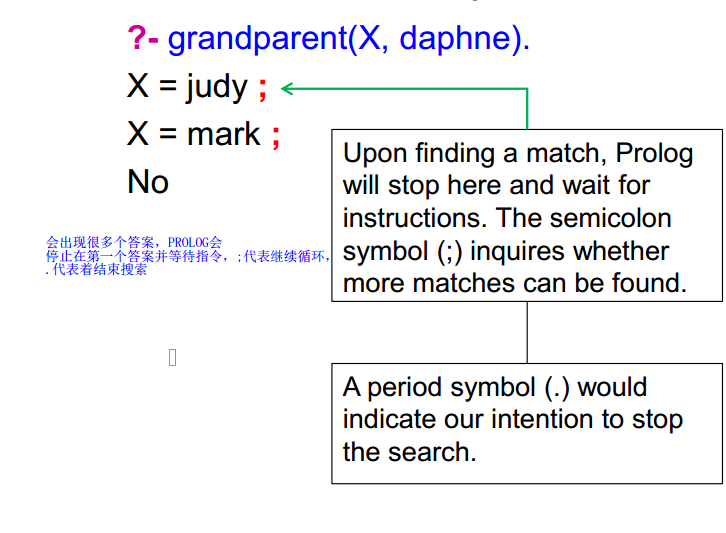 ?- grandparent(X, daphne).
X = judy ;
X = mark ;
No
Upon finding a match, Prolog
will stop here and wait for
instructions. The semicolon
symbol (;) inquires whether
more matches can be found.
会出现很多个答案，PROLOG会
停止在第一个答案并等待指令，;代表继续循环，
.代表着结束搜索
A period symbol (.) would
indicate our intention to stop
the search.